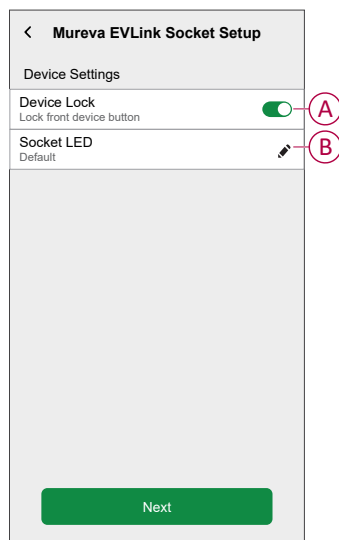 Mureva EVLink Socket Setup
Device Settings
Device Lock
Lock front device button
A
Socket LED
Default
B
Next